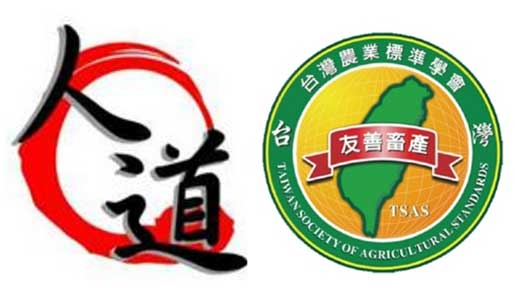 人道
台灣農業標準學會
台灣
友善畜產
TSAS
TAIWAN SOCIETY OF AGRICULTURAL STANDARDS